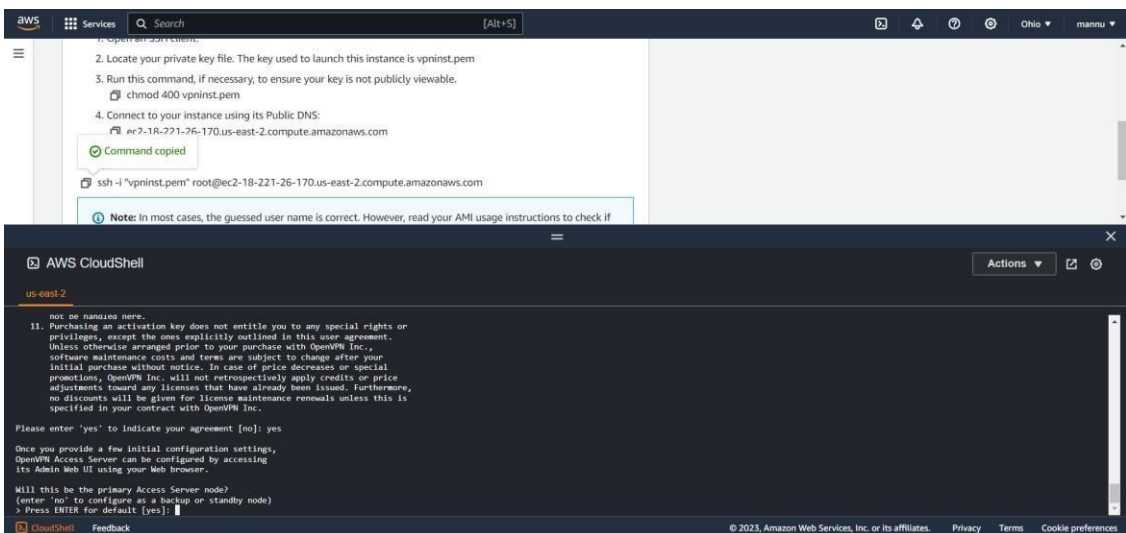 aws
Services
Search
[Alt+S]
Ohio
mannu
1. Open an SSH client.
2. Locate your private key file. The key used to launch this instance is vpninst.pem
3. Run this command, if necessary, to ensure your key is not publicly viewable.
chmod 400 vpninst.pem
4. Connect to your instance using its Public DNS:
ec2-18-221-26-170.us-east-2.compute.amazonaws.com
Command copied
ssh -i "vpninst.pem" root@ec2-18-221-26-170.us-east-2.compute.amazonaws.com
Note: In most cases, the guessed user name is correct. However, read your AMI usage instructions to check if
AWS CloudShell
Actions
us-east-2
not be handled here.
11. Purchasing an activation key does not entitle you to any special rights or
privileges, except the ones explicitly outlined in this user agreement.
Unless otherwise arranged prior to your purchase with OpenVPN Inc.,
software maintenance costs and terms are subject to change after your
initial purchase without notice. In case of price decreases or special
promotions, OpenVPN Inc. will not retrospectively apply credits or price
adjustments toward any licenses that have already been issued. Furthermore,
no discounts will be given for license maintenance renewals unless this is
specified in your contract with OpenVPN Inc.
Please enter 'yes' to indicate your agreement [no]: yes
Once you provide a few initial configuration settings,
OpenVPN Access Server can be configured by accessing
its Admin Web UI using your Web browser.
Will this be the primary Access Server node?
(enter 'no' to configure as a backup or standby node)
> Press ENTER for default [yes]:
CloudShell
Feedback
© 2023, Amazon Web Services, Inc. or its affiliates.
Privacy
Terms
Cookie preferences